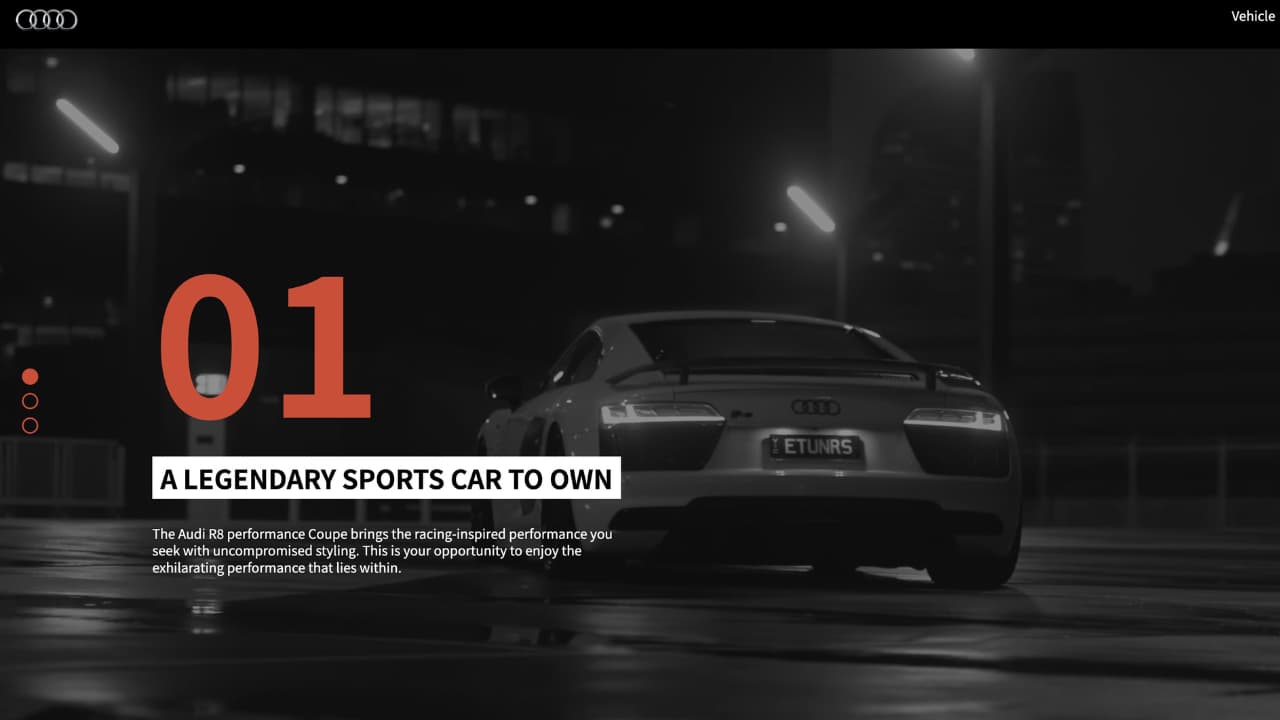 Vehicle
01
A LEGENDARY SPORTS CAR TO OWN
The Audi R8 performance Coupe brings the racing-inspired performance you
seek with uncompromised styling. This is your opportunity to enjoy the
exhilarating performance that lies within.
ETUNRS